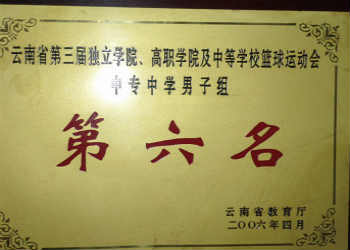 云南省第三届独立学院、高职学院及中等学校篮球运动会
中专中学男子组
第六名
云南省教育厅
二〇〇六年四月